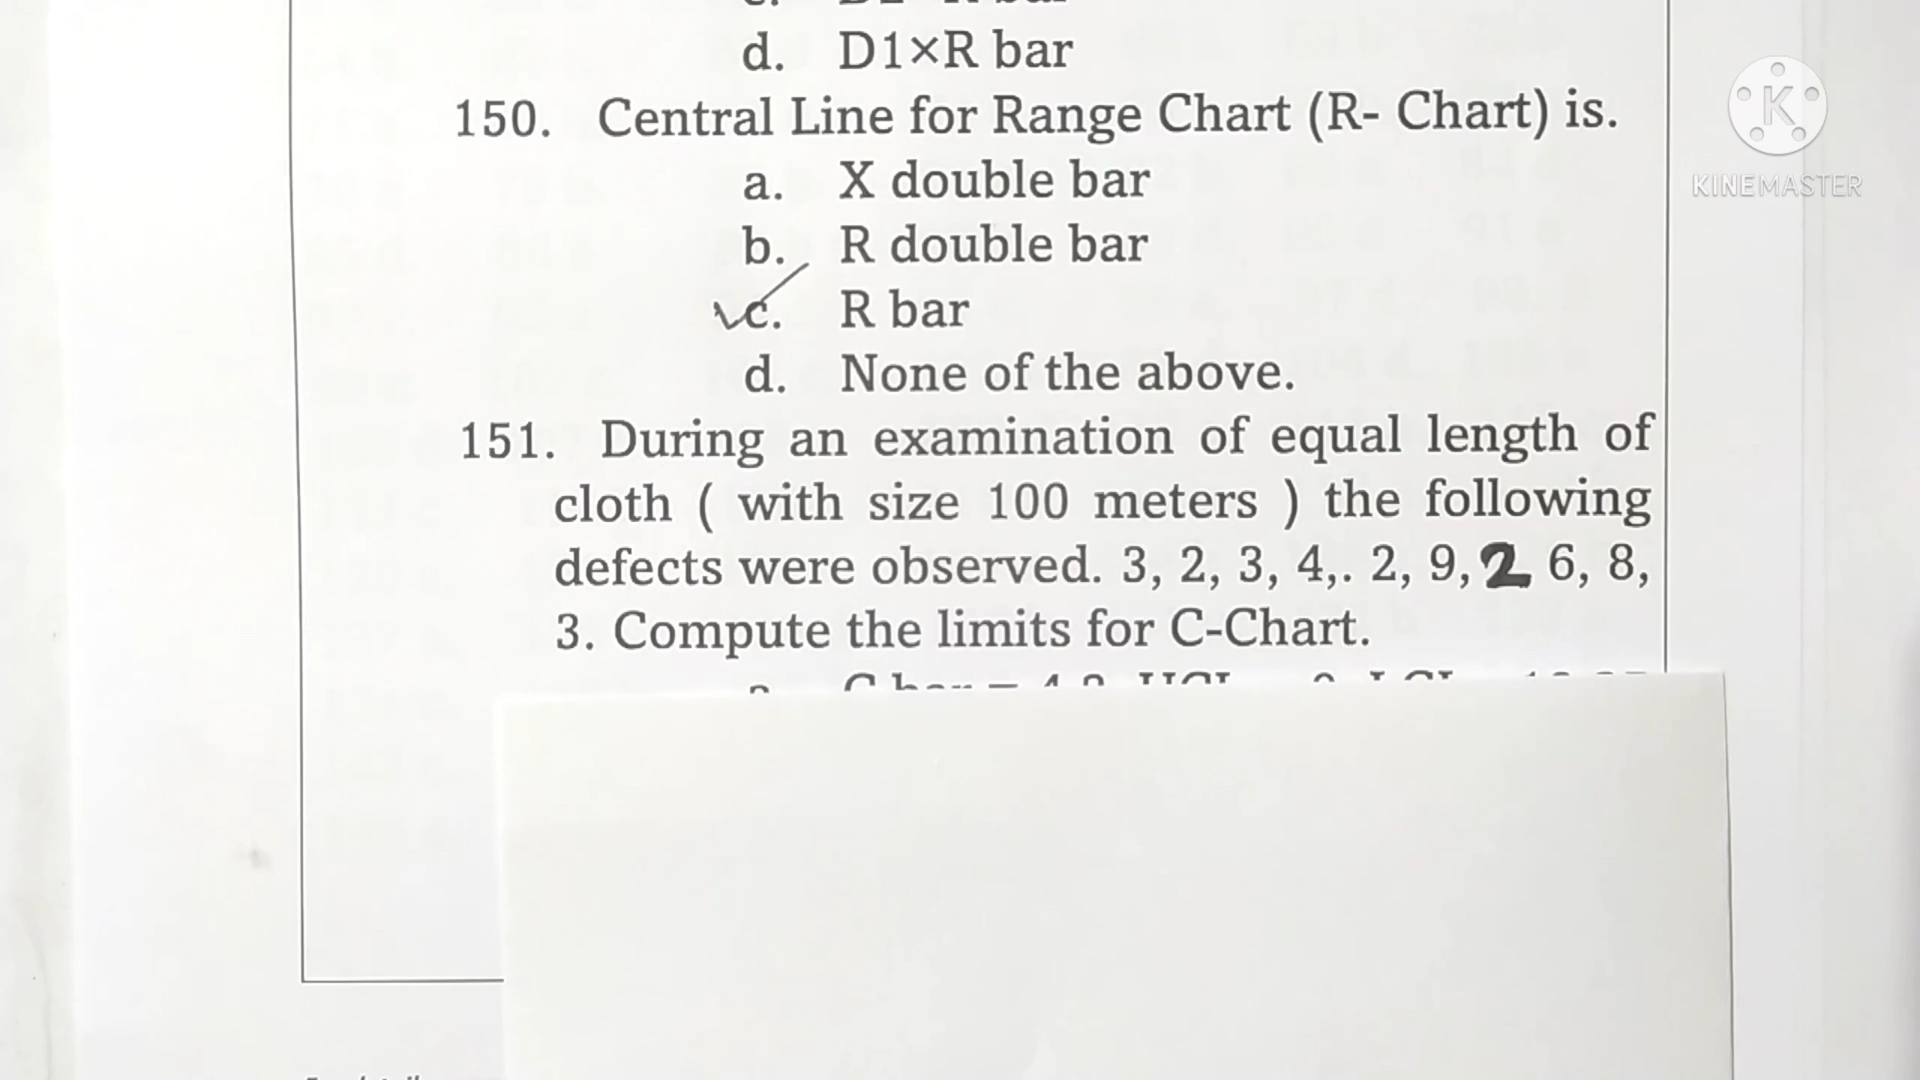 d. D1×R bar
150. Central Line for Range Chart (R- Chart) is.
a. X double bar
b. R double bar
c. R bar
d. None of the above.
151. During an examination of equal length of
cloth ( with size 100 meters ) the following
defects were observed. 3, 2, 3, 4,. 2, 9, 2 6, 8,
3. Compute the limits for C-Chart.
K
KINEMASTER